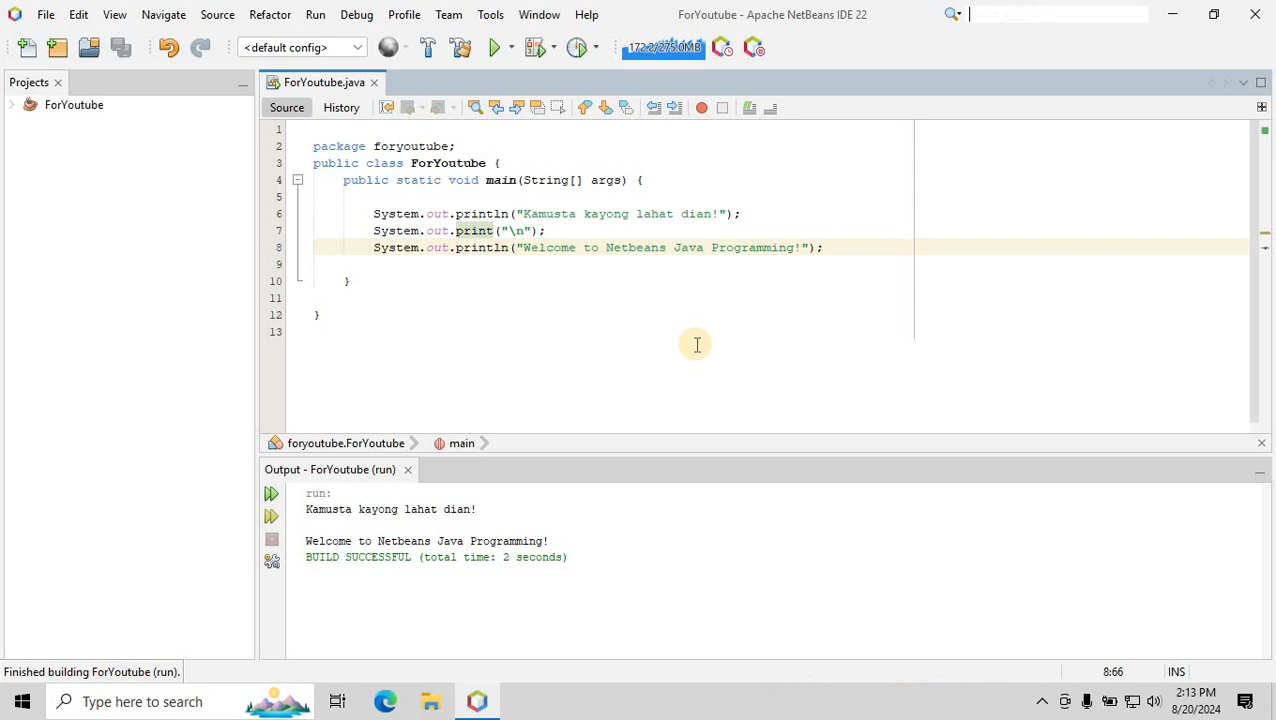 File Edit View Navigate Source Refactor Run Debug Profile Team Tools Window Help ForYoutube - Apache NetBeans IDE 22
<default config> 172.2/275.0MB
Projects ForYoutube.java
ForYoutube
Source History
1
2 package foryoutube;
3 public class ForYoutube {
4 public static void main(String[] args) {
5
6 System.out.println("Kamusta kayong lahat dian!");
7 System.out.print("\n");
8 System.out.println("Welcome to Netbeans Java Programming!");
9
10 }
11
12 }
13
foryoutube.ForYoutube main
Output - ForYoutube (run)
run:
Kamusta kayong lahat dian!
Welcome to Netbeans Java Programming!
BUILD SUCCESSFUL (total time: 2 seconds)
Finished building ForYoutube (run). 8:66 INS
Type here to search 2:13 PM
8/20/2024